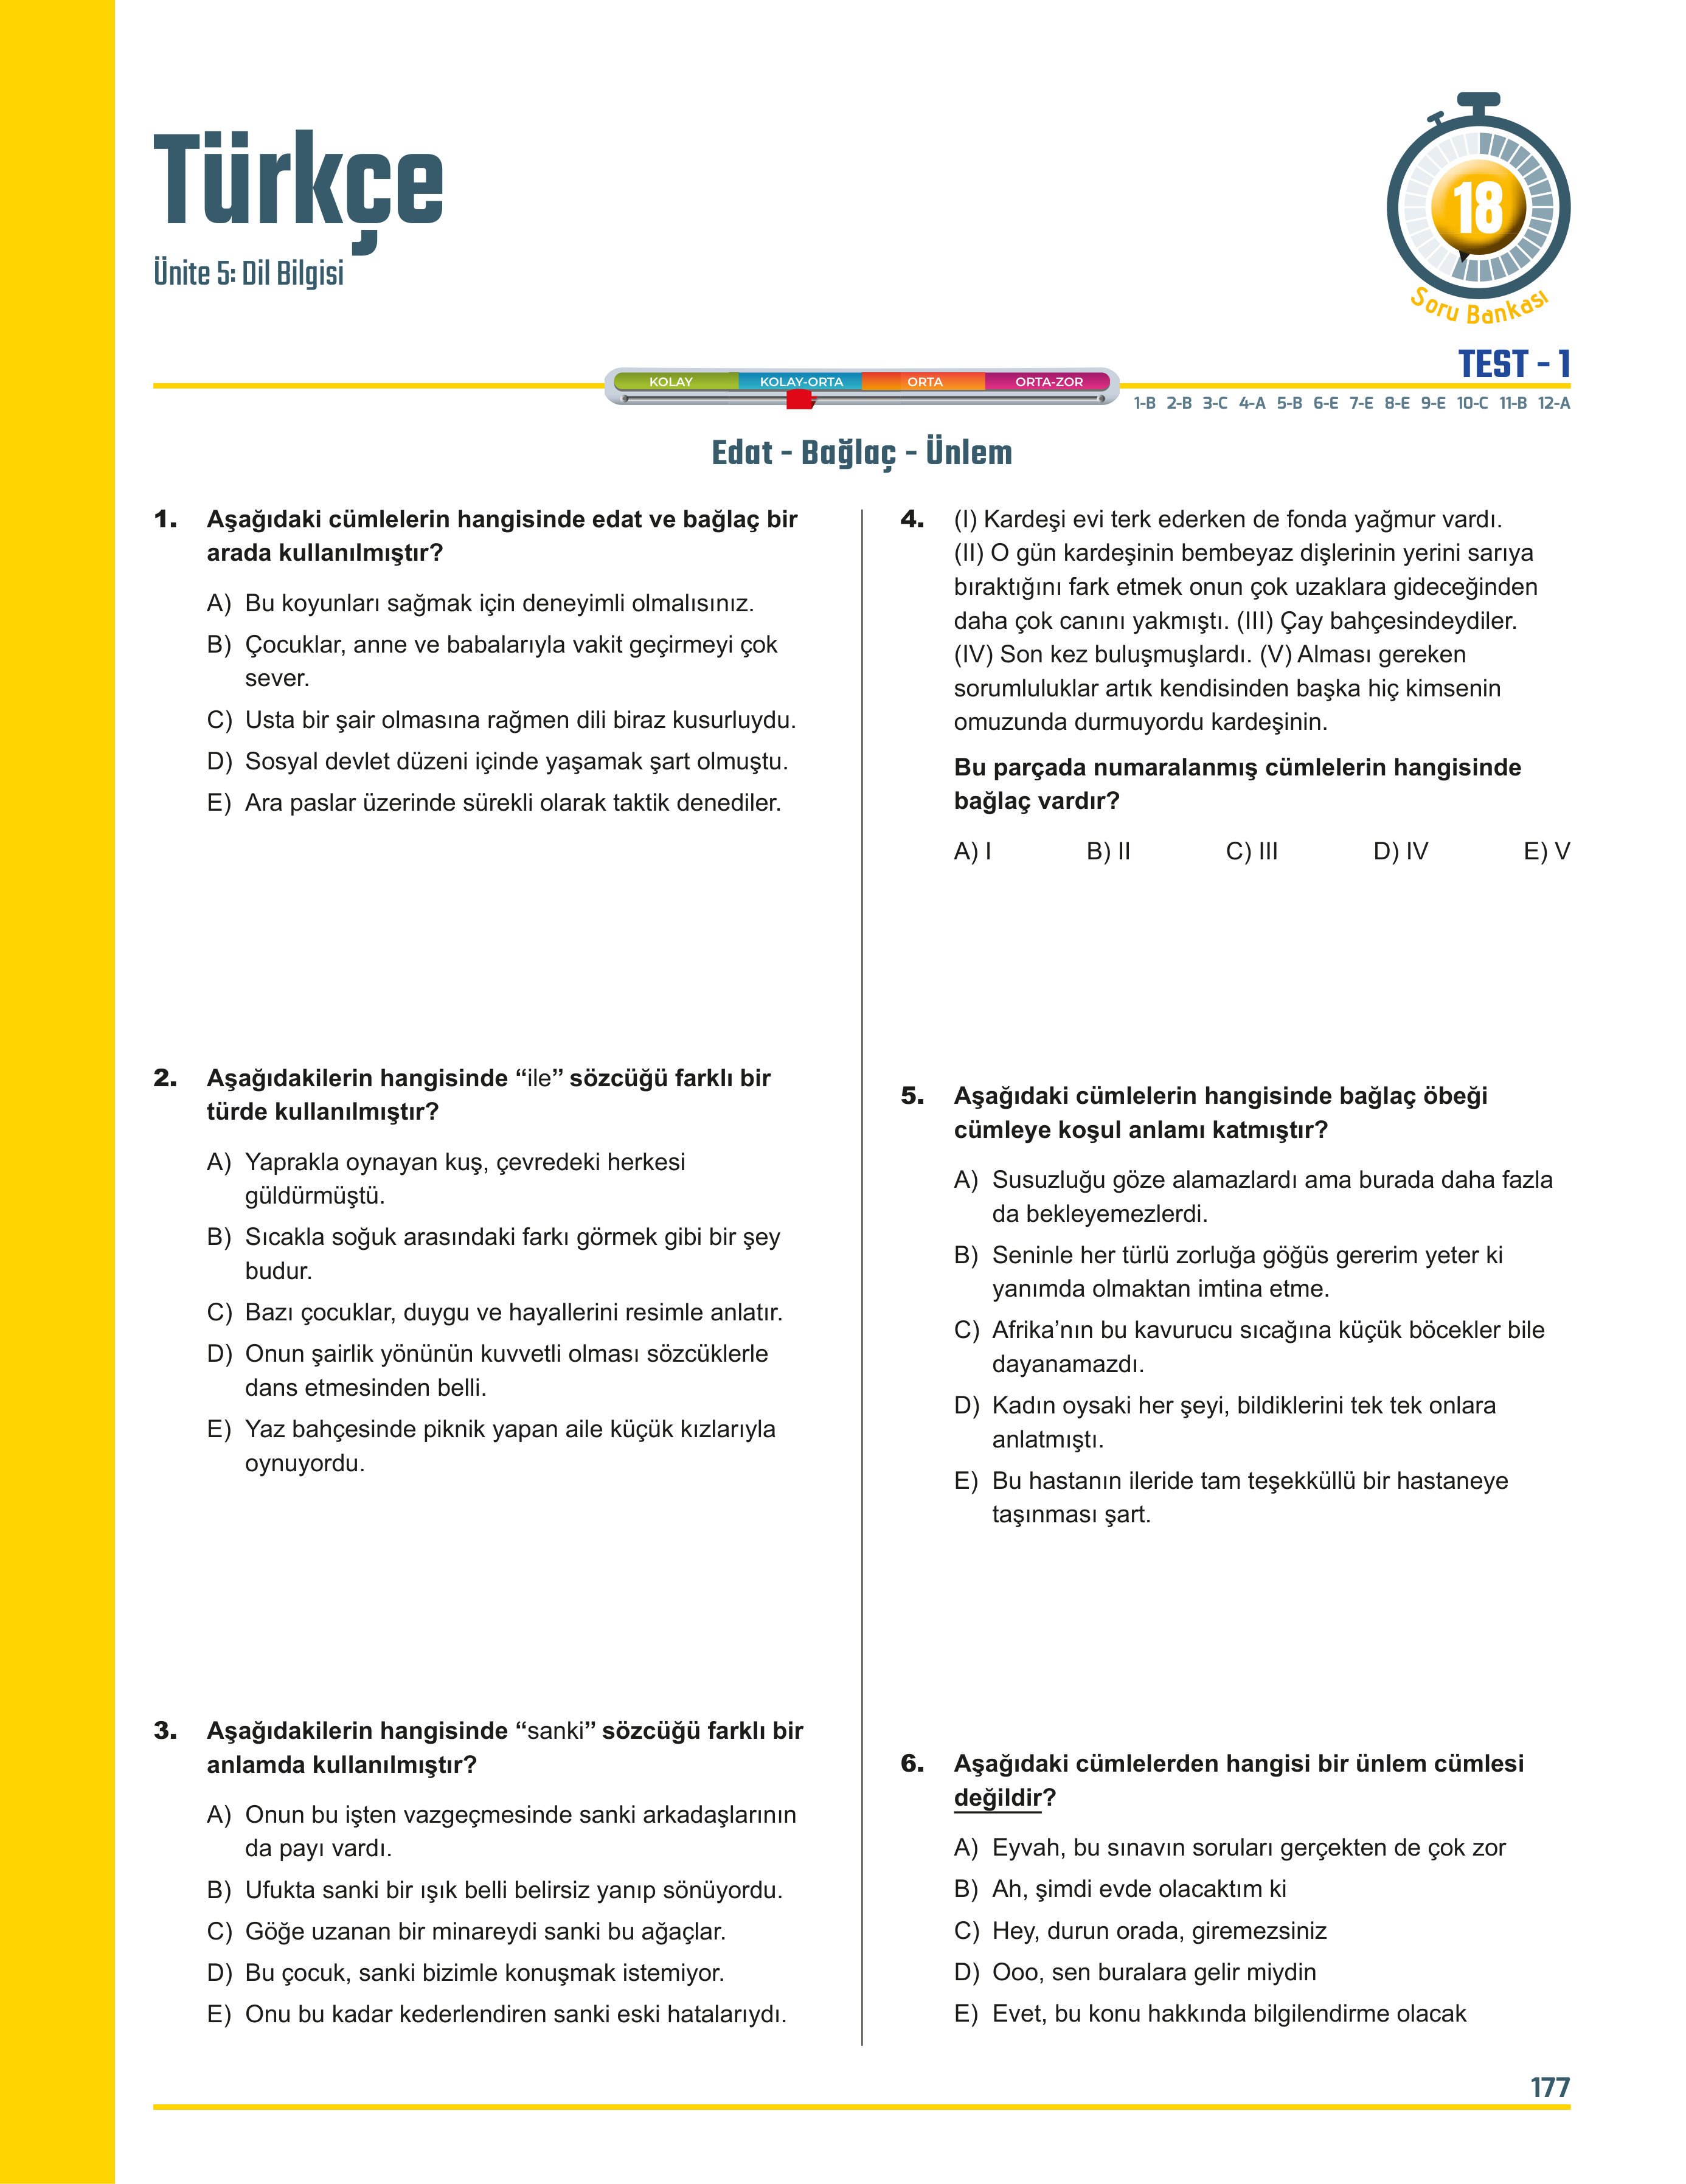 Türkçe
Ünite 5: Dil Bilgisi
18
Soru Bankası
TEST - 1
KOLAY KOLAY-ORTA ORTA ORTA-ZOR
1-B 2-B 3-C 4-A 5-B 6-E 7-E 8-E 9-E 10-C 11-B 12-A
Edat - Bağlaç - Ünlem
1. Aşağıdaki cümlelerin hangisinde edat ve bağlaç bir
arada kullanılmıştır?
A) Bu koyunları sağmak için deneyimli olmalısınız.
B) Çocuklar, anne ve babalarıyla vakit geçirmeyi çok
sever.
C) Usta bir şair olmasına rağmen dili biraz kusurluydu.
D) Sosyal devlet düzeni içinde yaşamak şart olmuştu.
E) Ara paslar üzerinde sürekli olarak taktik denediler.
2. Aşağıdakilerin hangisinde “ile” sözcüğü farklı bir
türde kullanılmıştır?
A) Yaprakla oynayan kuş, çevredeki herkesi
güldürmüştü.
B) Sıcakla soğuk arasındaki farkı görmek gibi bir şey
budur.
C) Bazı çocuklar, duygu ve hayallerini resimle anlatır.
D) Onun şairlik yönünün kuvvetli olması sözcüklerle
dans etmesinden belli.
E) Yaz bahçesinde piknik yapan aile küçük kızlarıyla
oynuyordu.
3. Aşağıdakilerin hangisinde “sanki” sözcüğü farklı bir
anlamda kullanılmıştır?
A) Onun bu işten vazgeçmesinde sanki arkadaşlarının
da payı vardı.
B) Ufukta sanki bir ışık belli belirsiz yanıp sönüyordu.
C) Göğe uzanan bir minareydi sanki bu ağaçlar.
D) Bu çocuk, sanki bizimle konuşmak istemiyor.
E) Onu bu kadar kederlendiren sanki eski hatalarıydı.
4. (I) Kardeşi evi terk ederken de fonda yağmur vardı.
(II) O gün kardeşinin bembeyaz dişlerinin yerini sarıya
bıraktığını fark etmek onun çok uzaklara gideceğinden
daha çok canını yakmıştı. (III) Çay bahçesindeydiler.
(IV) Son kez buluşmuşlardı. (V) Alması gereken
sorumluluklar artık kendisinden başka hiç kimsenin
omuzunda durmuyordu kardeşinin.
Bu parçada numaralanmış cümlelerin hangisinde
bağlaç vardır?
A) I B) II C) III D) IV E) V
5. Aşağıdaki cümlelerin hangisinde bağlaç öbeği
cümleye koşul anlamı katmıştır?
A) Susuzluğu göze alamazlardı ama burada daha fazla
da bekleyemezlerdi.
B) Seninle her türlü zorluğa göğüs gererim yeter ki
yanımda olmaktan imtina etme.
C) Afrika’nın bu kavurucu sıcağına küçük böcekler bile
dayanamazdı.
D) Kadın oysaki her şeyi, bildiklerini tek tek onlara
anlatmıştı.
E) Bu hastanın ileride tam teşekküllü bir hastaneye
taşınması şart.
6. Aşağıdaki cümlelerden hangisi bir ünlem cümlesi
değildir?
A) Eyvah, bu sınavın soruları gerçekten de çok zor
B) Ah, şimdi evde olacaktım ki
C) Hey, durun orada, giremezsiniz
D) Ooo, sen buralara gelir miydin
E) Evet, bu konu hakkında bilgilendirme olacak
177